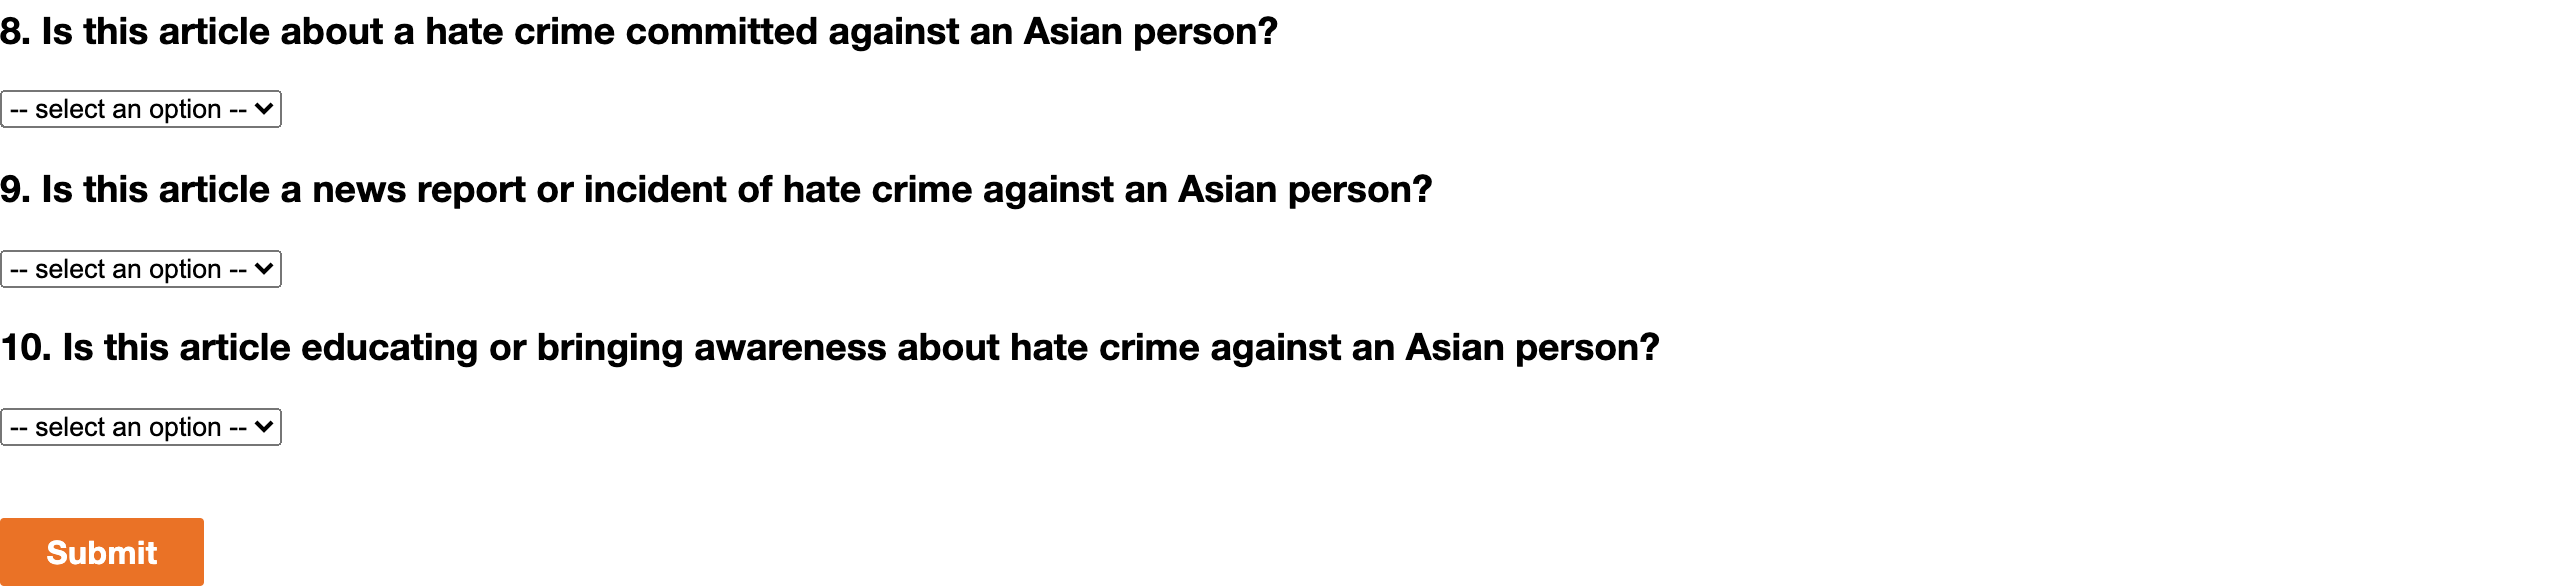 8. Is this article about a hate crime committed against an Asian person?
-- select an option --
9. Is this article a news report or incident of hate crime against an Asian person?
-- select an option --
10. Is this article educating or bringing awareness about hate crime against an Asian person?
-- select an option --
Submit